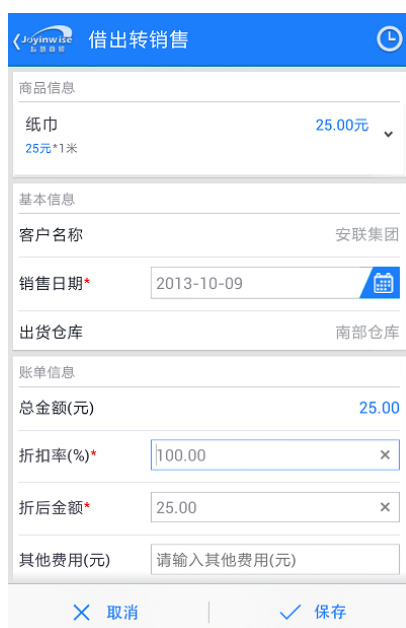 Joyinwise
借出转销售
商品信息
纸巾
25.00元
25元*1米
基本信息
客户名称
安联集团
销售日期*
2013-10-09
出货仓库
南部仓库
账单信息
总金额(元)
25.00
折扣率(%)*
100.00
折后金额*
25.00
其他费用(元)
请输入其他费用(元)
取消
保存